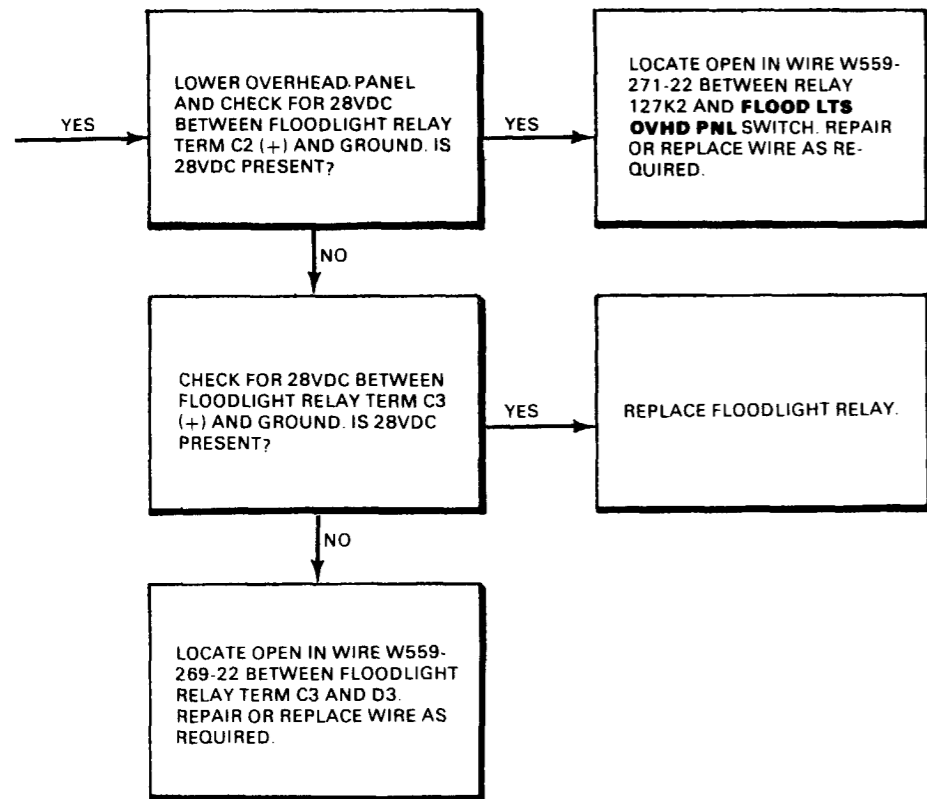 YES
LOWER OVERHEAD PANEL
AND CHECK FOR 28VDC
BETWEEN FLOODLIGHT RELAY
TERM C2 (+) AND GROUND. IS
28VDC PRESENT?
YES
LOCATE OPEN IN WIRE W559-
271-22 BETWEEN RELAY
127K2 AND FLOOD LTS
OVHD PNL SWITCH. REPAIR
OR REPLACE WIRE AS RE-
QUIRED.
NO
CHECK FOR 28VDC BETWEEN
FLOODLIGHT RELAY TERM C3
(+) AND GROUND. IS 28VDC
PRESENT?
YES
REPLACE FLOODLIGHT RELAY.
NO
LOCATE OPEN IN WIRE W559-
269-22 BETWEEN FLOODLIGHT
RELAY TERM C3 AND D3.
REPAIR OR REPLACE WIRE AS
REQUIRED.